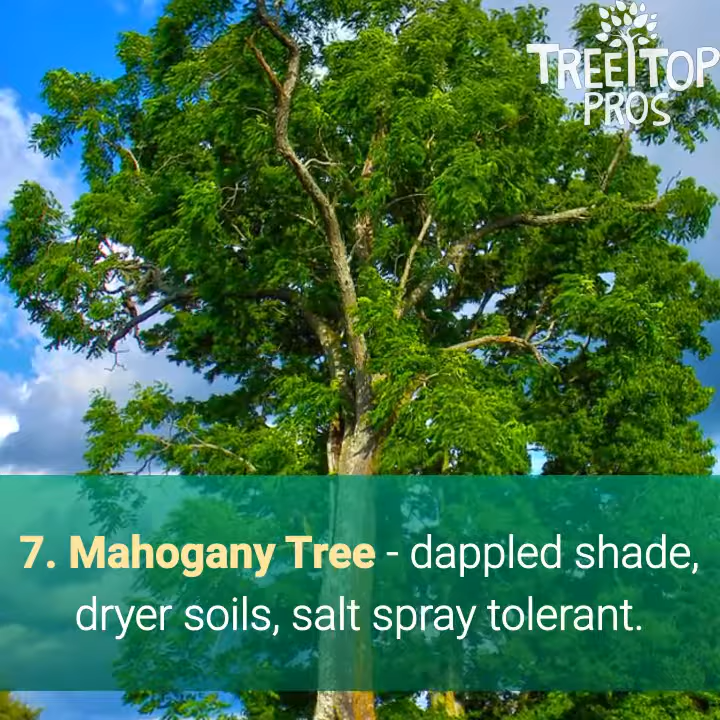 TREETOP
PROS
7. Mahogany Tree - dappled shade,
dryer soils, salt spray tolerant.